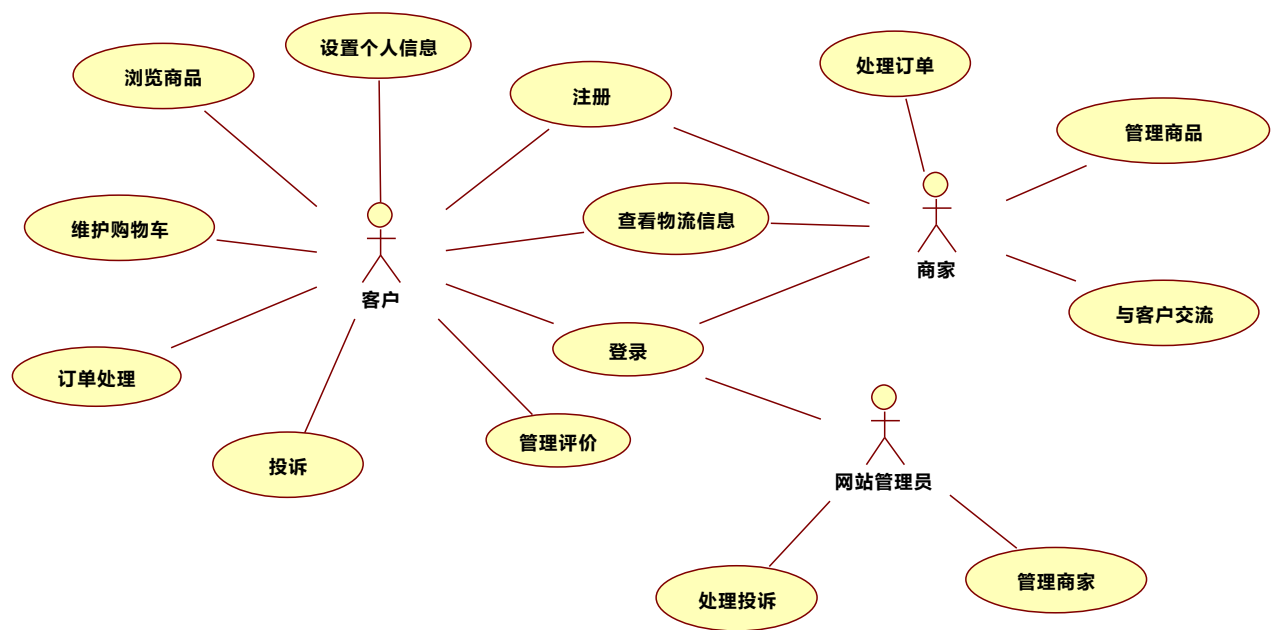 设置个人信息
浏览商品
注册
处理订单
管理商品
维护购物车
查看物流信息
客户
商家
与客户交流
订单处理
登录
投诉
管理评价
网站管理员
处理投诉
管理商家